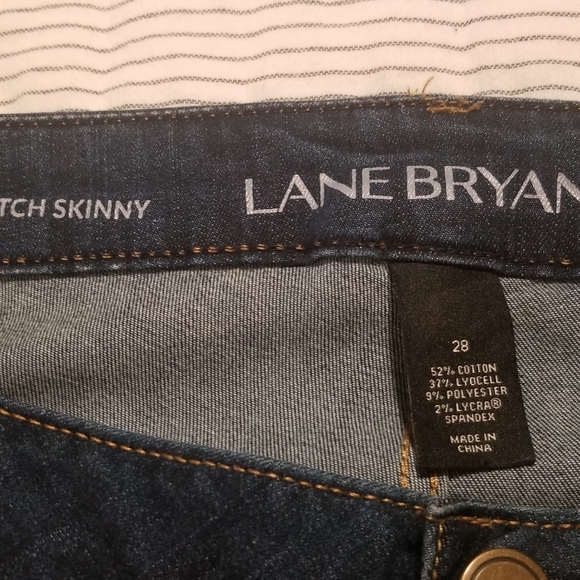 TCH SKINNY
LANE BRYAN
28
52% COTTON
37% LYOCELL
9% POLYESTER
2% LYCRA®
SPANDEX
MADE IN
CHINA